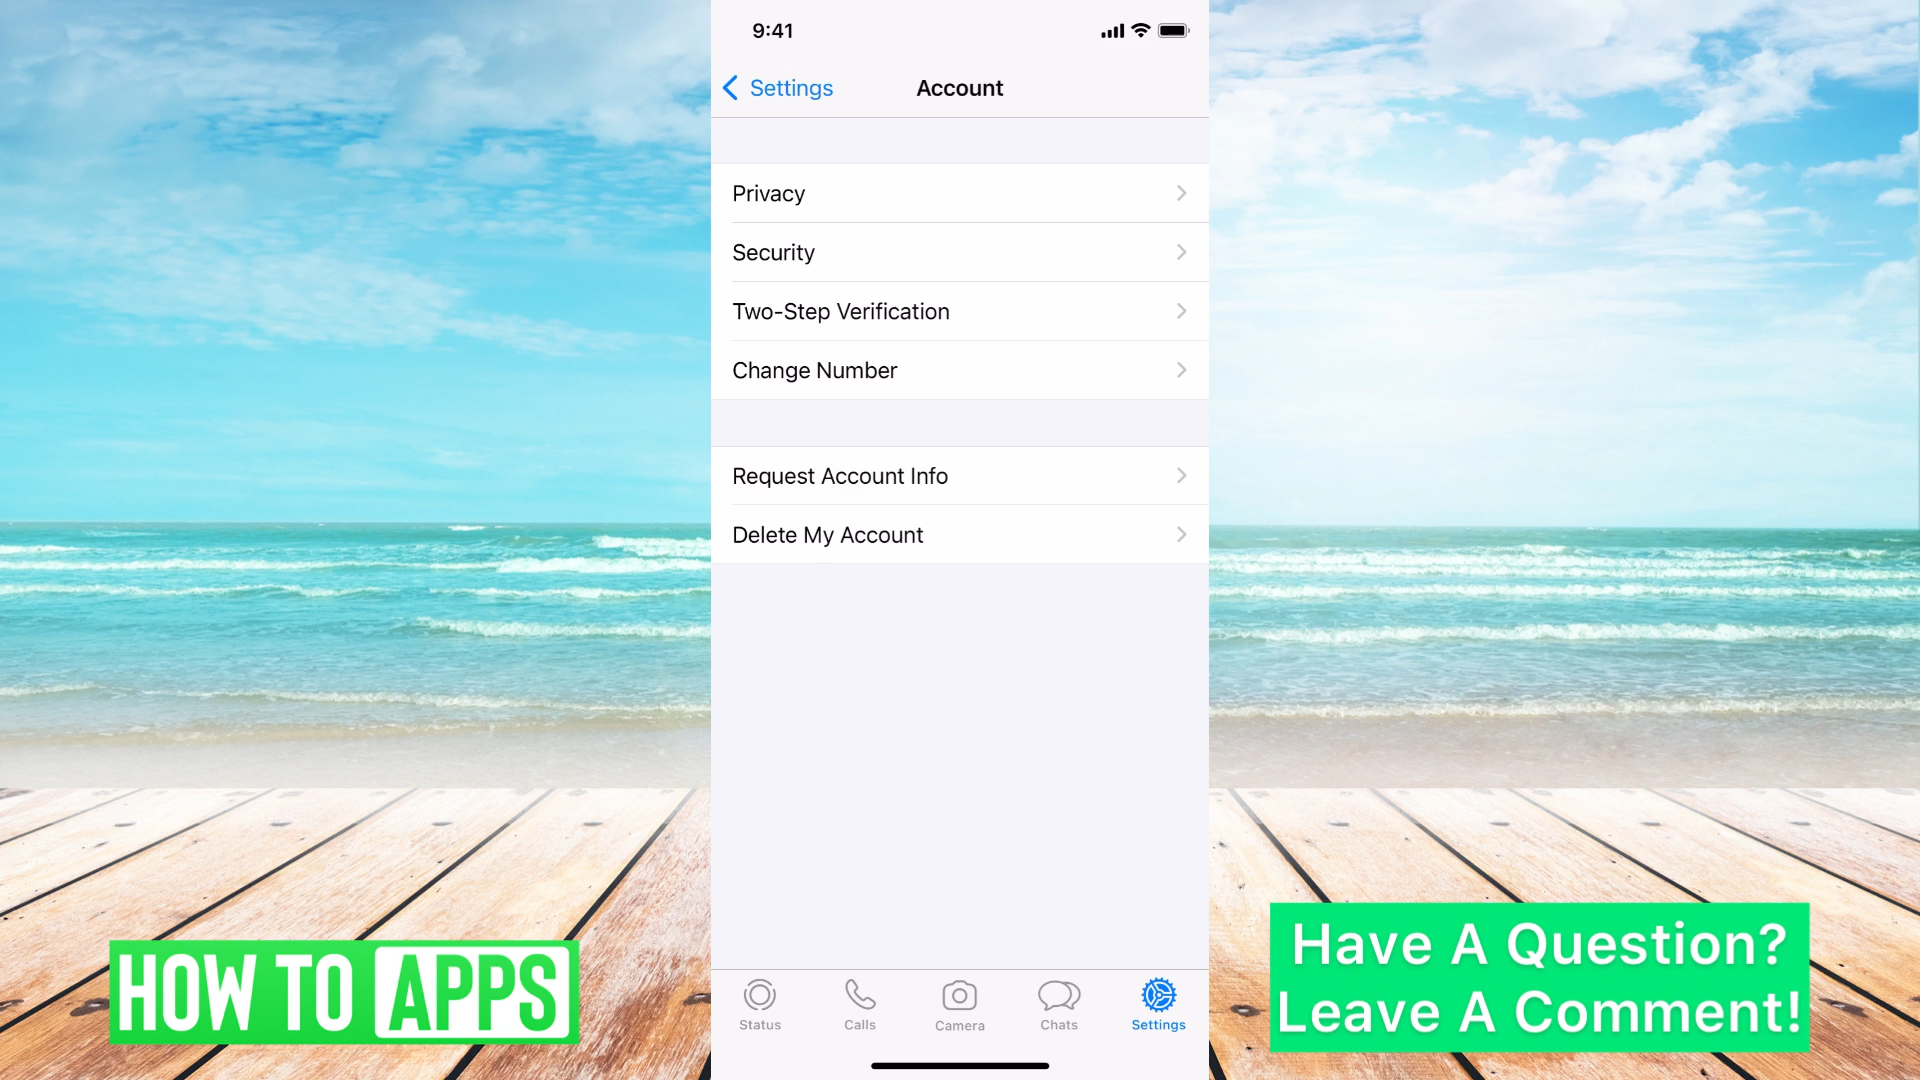 9:41
Settings
Account
Privacy
Security
Two-Step Verification
Change Number
Request Account Info
Delete My Account
Status
Calls
Camera
Chats
Settings
HOW TO APPS
Have A Question?
Leave A Comment!